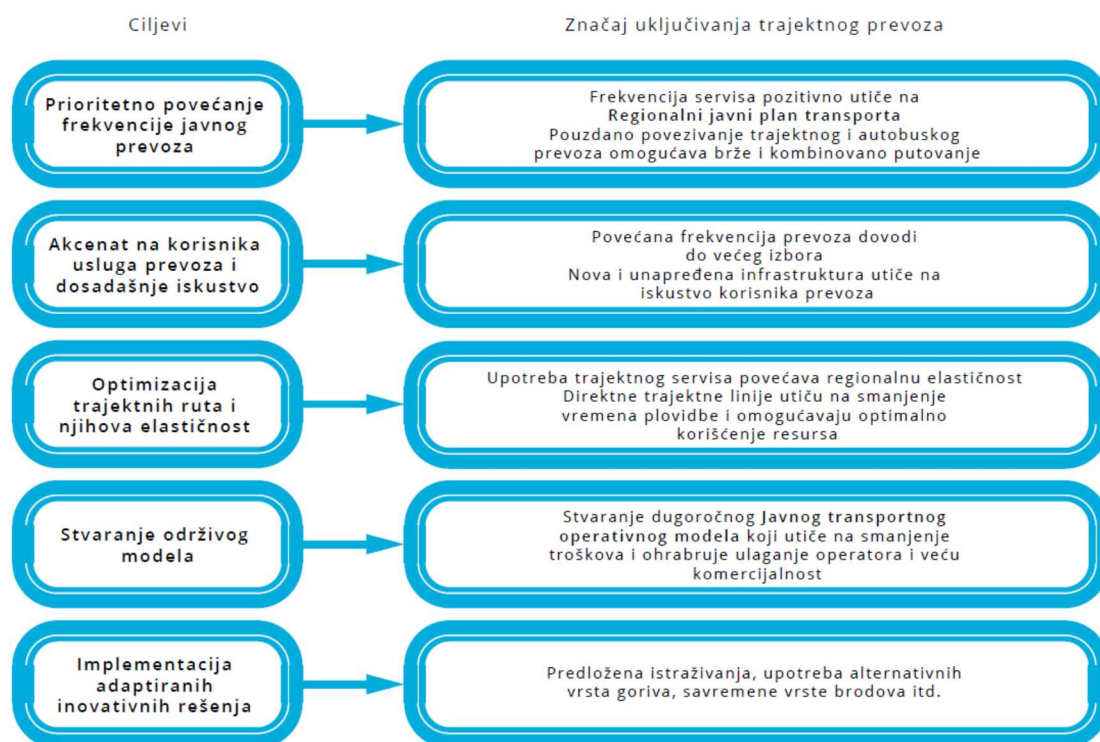 Ciljevi
Značaj uključivanja trajektnog prevoza
Prioritetno povećanje
frekvencije javnog
prevoza
Frekvencija servisa pozitivno utiče na
Regionalni javni plan transporta
Pouzdano povezivanje trajektnog i autobuskog
prevoza omogućava brže i kombinovano putovanje
Akcenat na korisnika
usluga prevoza i
dosadašnje iskustvo
Povećana frekvencija prevoza dovodi
do većeg izbora
Nova i unapređena infrastruktura utiče na
iskustvo korisnika prevoza
Optimizacija
trajektnih ruta i
njihova elastičnost
Upotreba trajektnog servisa povećava regionalnu elastičnost
Direktne trajektne linije utiču na smanjenje
vremena plovidbe i omogućavaju optimalno
korišćenje resursa
Stvaranje održivog
modela
Stvaranje dugoročnog Javnog transportnog
operativnog modela koji utiče na smanjenje
troškova i ohrabruje ulaganje operatora i veću
komercijalnost
Implementacija
adaptiranih
inovativnih rešenja
Predložena istraživanja, upotreba alternativnih
vrsta goriva, savremene vrste brodova itd.